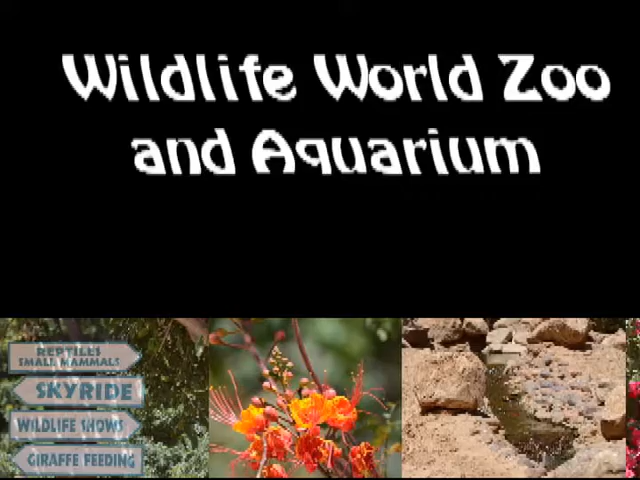 Wildlife World Zoo
and Aquarium
REPTILES
SMALL MAMMALS
SKYRIDE
WILDLIFE SHOWS
GIRAFFE FEEDING